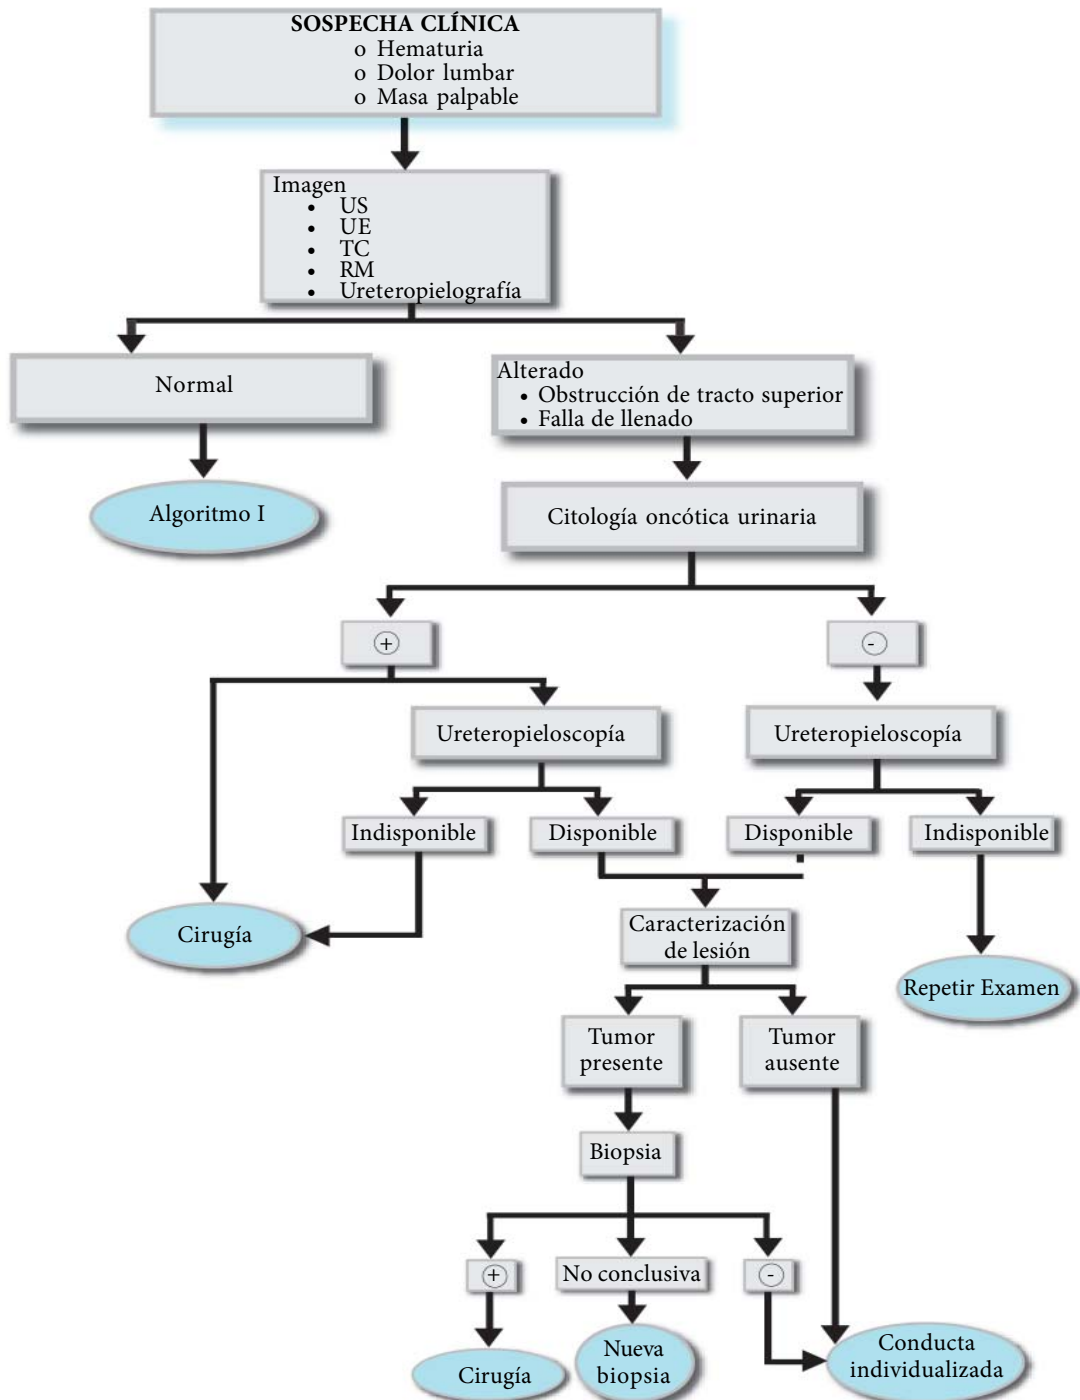 SOSPECHA CLÍNICA
o Hematuria
o Dolor lumbar
o Masa palpable
Imagen
• US
• UE
• TC
• RM
• Ureteropielografía
Normal
Alterado
• Obstrucción de tracto superior
• Falla de llenado
Algoritmo I
Citología oncótica urinaria
+
-
Ureteropieloscopía
Ureteropieloscopía
Indisponible
Disponible
Disponible
Indisponible
Cirugía
Caracterización
de lesión
Repetir Examen
Tumor
presente
Tumor
ausente
Biopsia
+
No conclusiva
-
Cirugía
Nueva
biopsia
Conducta
individualizada